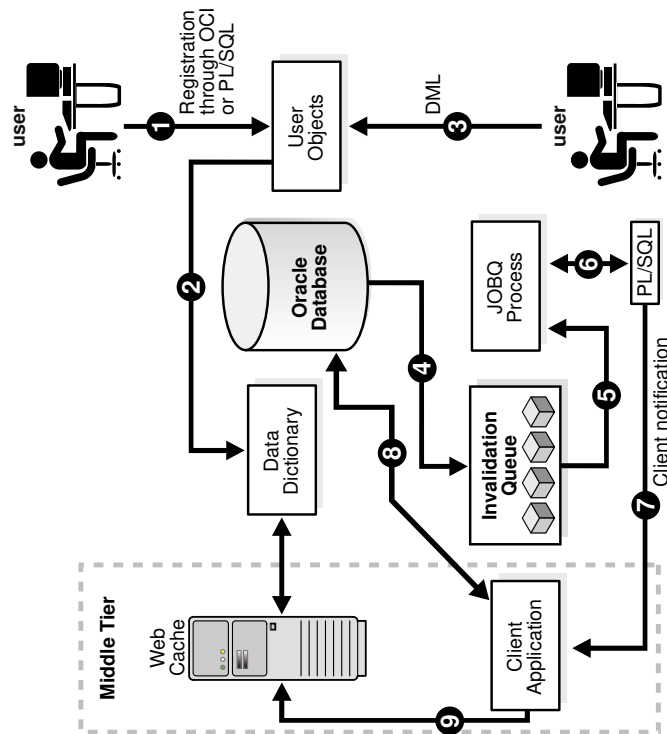 Middle Tier
Web
Cache
Data
Dictionary
2
user
1
Registration
through OCI
or PL/SQL
User
Objects
Oracle
Database
8
4
DML
3
user
9
Client
Application
Invalidation
Queue
5
JOBQ
Process
6
PL/SQL
7
Client notification